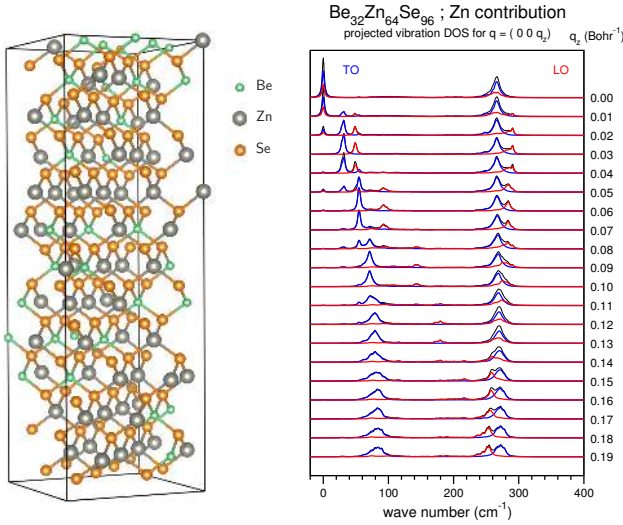 Be32Zn64Se96 ; Zn contribution
projected vibration DOS for q = ( 0 0 qz) qz (Bohr-1)
TO LO
Be
Zn
Se
0.00
0.01
0.02
0.03
0.04
0.05
0.06
0.07
0.08
0.09
0.10
0.11
0.12
0.13
0.14
0.15
0.16
0.17
0.18
0.19
0 100 200 300 400
wave number (cm-1)